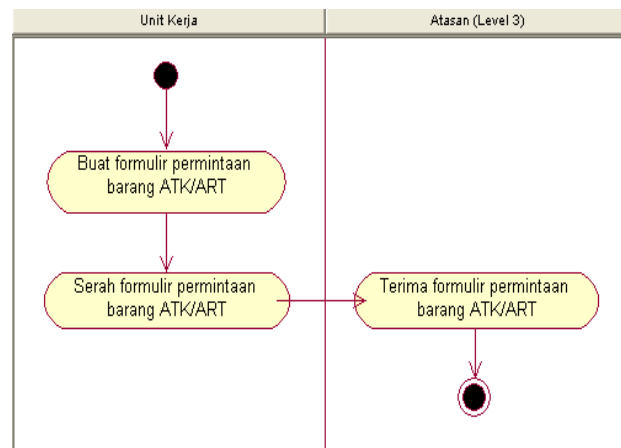 Unit Kerja
Atasan (Level 3)
Buat formulir permintaan
barang ATK/ART
Serah formulir permintaan
barang ATK/ART
Terima formulir permintaan
barang ATK/ART